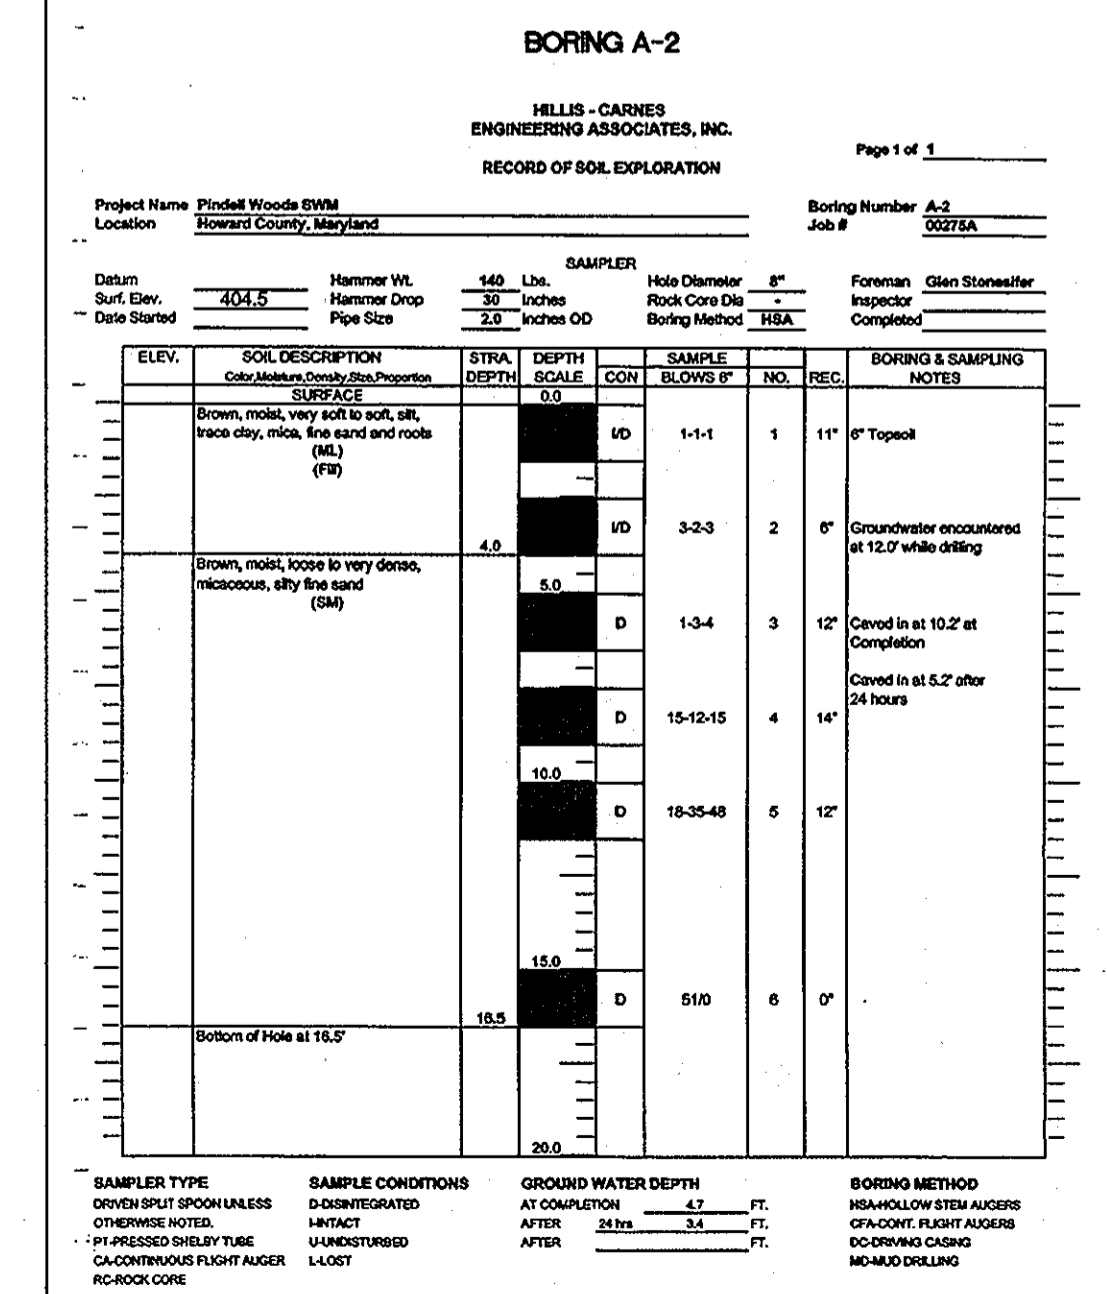 BORING A-2
HILLIS - CARNES
ENGINEERING ASSOCIATES, INC.
Page 1 of 1
RECORD OF SOIL EXPLORATION
Project Name Pindell Woods SWM Boring Number A-2
Location Howard County, Maryland Job # 00275A
SAMPLER
Datum Hammer Wt. 140 Lbs. Hole Diameter 8" Foreman Glen Stonesifer
Surf. Elev. 404.5 Hammer Drop 30 Inches Rock Core Dia - Inspector
Date Started Pipe Size 2.0 Inches OD Boring Method HSA Completed
ELEV. SOIL DESCRIPTION STRA. DEPTH SAMPLE BORING & SAMPLING
Color,Moisture,Density,Size,Proportion DEPTH SCALE CON BLOWS 6" NO. REC. NOTES
SURFACE 0.0
Brown, moist, very soft to soft, silt,
trace clay, mica, fine sand and roots I/D 1-1-1 1 11" 6" Topsoil
(ML)
(Fill)
I/D 3-2-3 2 6" Groundwater encountered
4.0 at 12.0' while drilling
Brown, moist, loose to very dense,
micaceous, silty fine sand 5.0
(SM)
D 1-3-4 3 12" Caved in at 10.2' at
Completion
Caved in at 5.2' after
24 hours
D 15-12-15 4 14"
10.0
D 18-35-48 5 12"
15.0
D 51/0 6 0"
16.5
Bottom of Hole at 16.5'
20.0
SAMPLER TYPE SAMPLE CONDITIONS GROUND WATER DEPTH BORING METHOD
DRIVEN SPLIT SPOON UNLESS D-DISINTEGRATED AT COMPLETION 4.7 FT. HSA-HOLLOW STEM AUGERS
OTHERWISE NOTED. I-INTACT AFTER 24 hrs 3.4 FT. CFA-CONT. FLIGHT AUGERS
PT-PRESSED SHELBY TUBE U-UNDISTURBED AFTER FT. DC-DRIVING CASING
CA-CONTINUOUS FLIGHT AUGER L-LOST MD-MUD DRILLING
RC-ROCK CORE